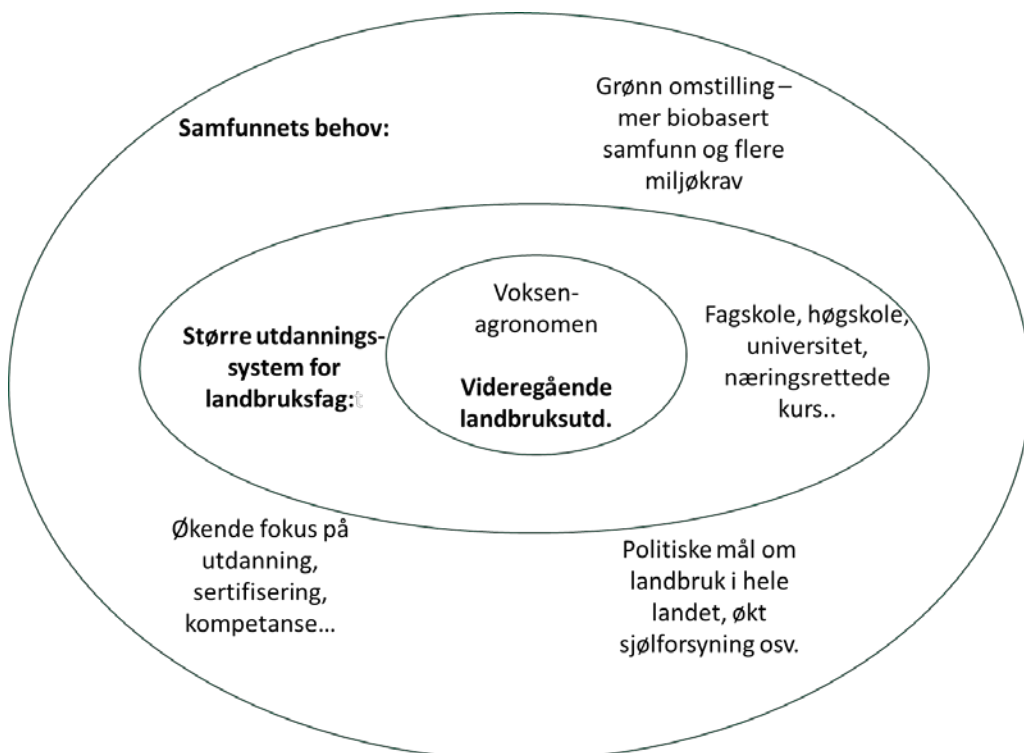 Samfunnets behov:
Grønn omstilling –
mer biobasert
samfunn og flere
miljøkrav
Større utdannings-
system for
landbruksfag:t
Voksen-
agronomen
Videregående
landbruksutd.
Fagskole, høgskole,
universitet,
næringsrettede
kurs..
Økende fokus på
utdanning,
sertifisering,
kompetanse…
Politiske mål om
landbruk i hele
landet, økt
sjølforsyning osv.